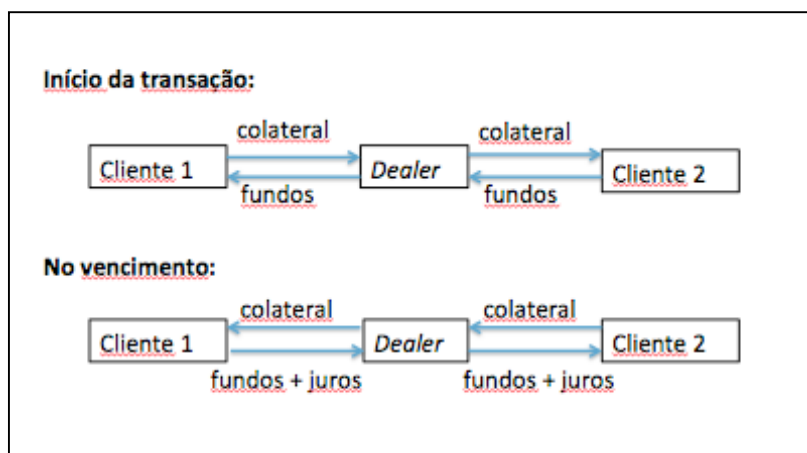 Início da transação:
colateral colateral
Cliente 1 Dealer Cliente 2
fundos fundos
No vencimento:
colateral colateral
Cliente 1 Dealer Cliente 2
fundos + juros fundos + juros